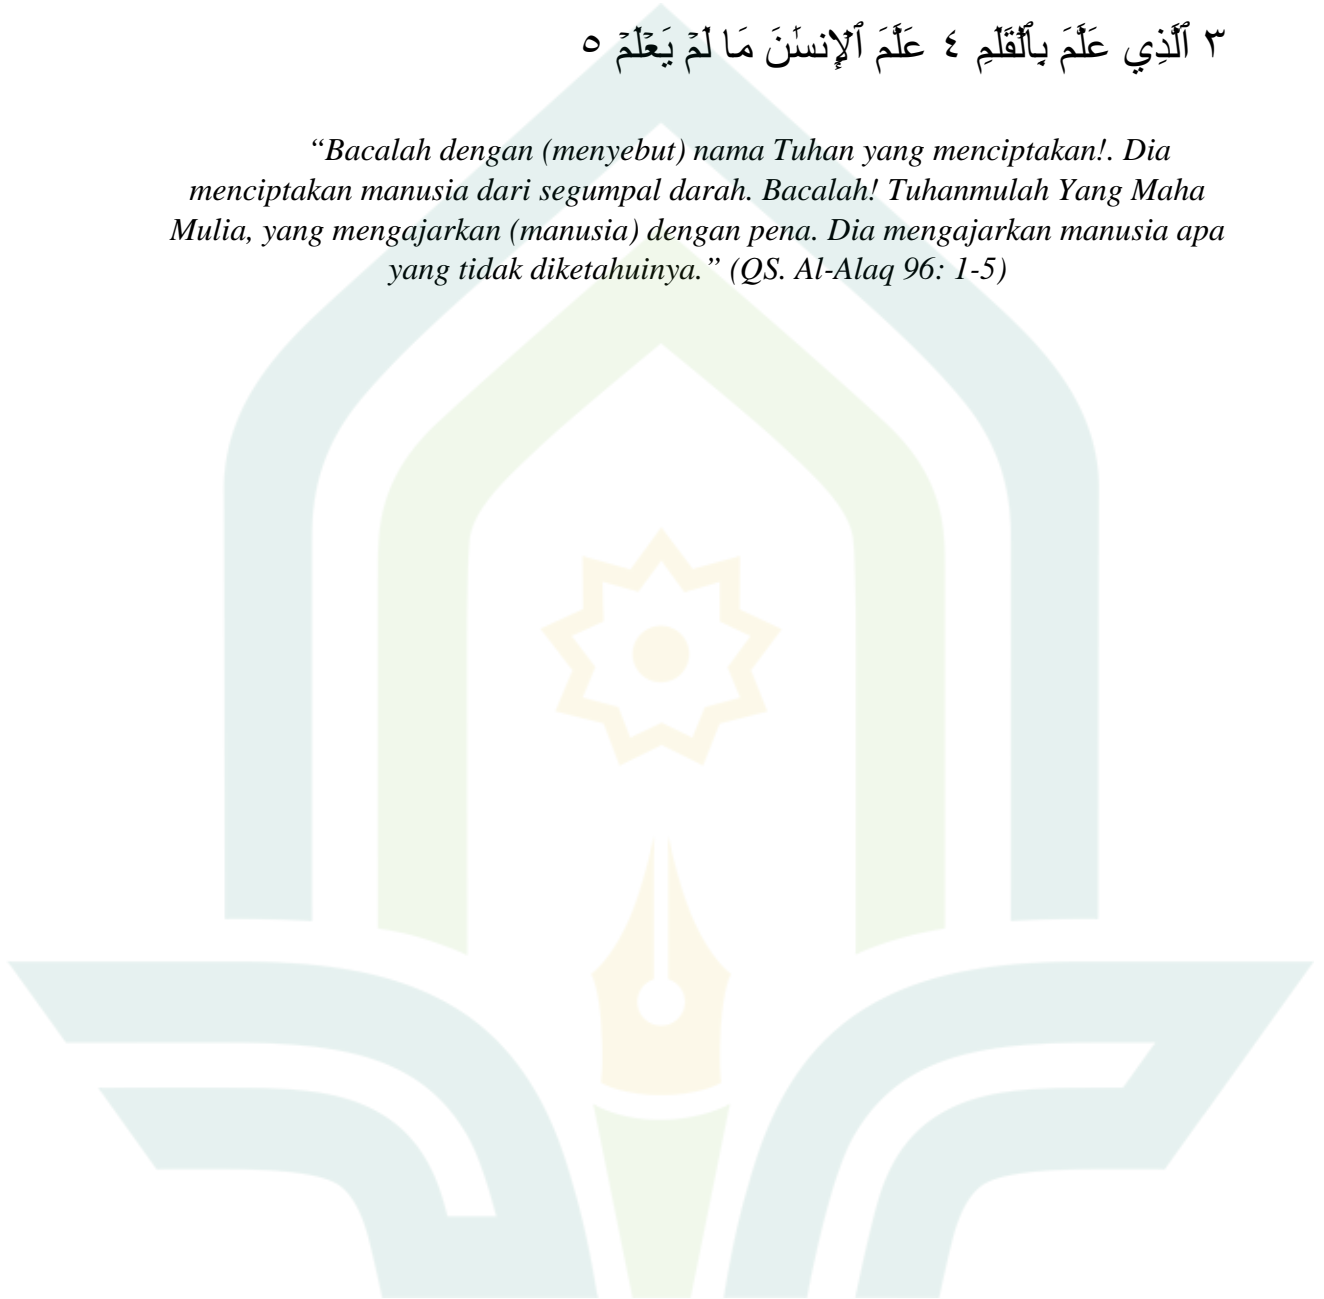 ٣ ٱلَّذِي عَلَّمَ بِٱلْقَلَمِ ٤ عَلَّمَ ٱلْإِنسَٰنَ مَا لَمْ يَعْلَمْ ٥
“Bacalah dengan (menyebut) nama Tuhan yang menciptakan!. Dia
menciptakan manusia dari segumpal darah. Bacalah! Tuhanmulah Yang Maha
Mulia, yang mengajarkan (manusia) dengan pena. Dia mengajarkan manusia apa
yang tidak diketahuinya.” (QS. Al-Alaq 96: 1-5)